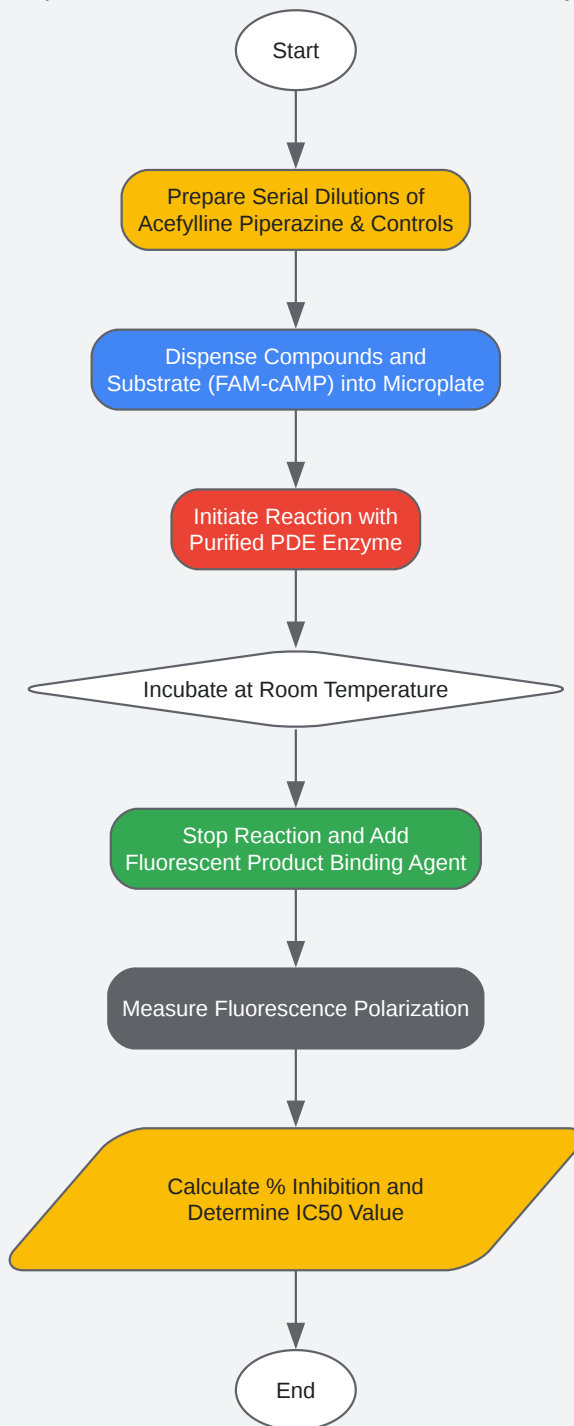 Start
Prepare Serial Dilutions of
Acefylline Piperazine & Controls
Dispense Compounds and
Substrate (FAM-cAMP) into Microplate
Initiate Reaction with
Purified PDE Enzyme
Incubate at Room Temperature
Stop Reaction and Add
Fluorescent Product Binding Agent
Measure Fluorescence Polarization
Calculate % Inhibition and
Determine IC50 Value
End